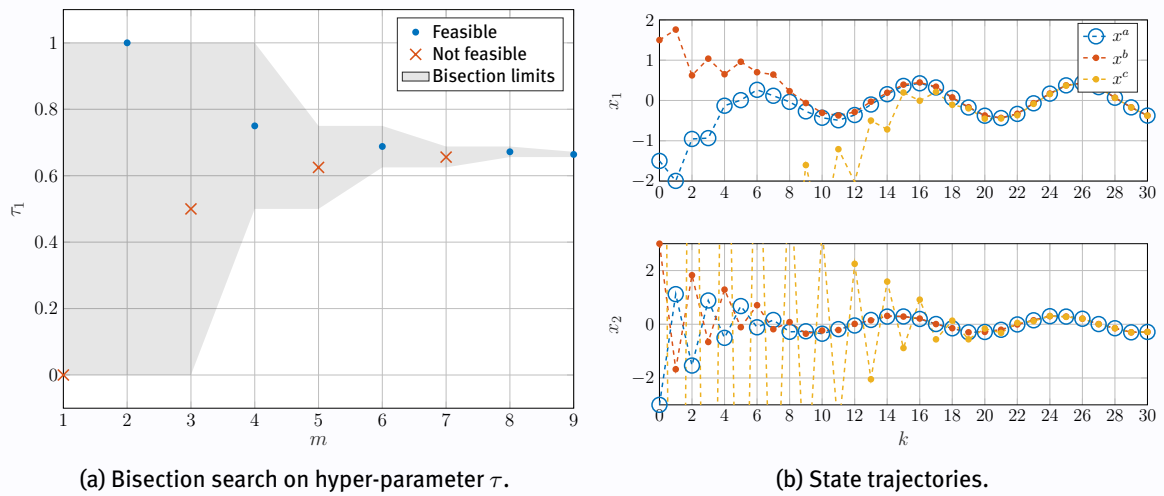 1
0.8
0.6
0.4
0.2
0
τ1
1 2 3 4 5 6 7 8 9
m
Feasible
Not feasible
Bisection limits
(a) Bisection search on hyper-parameter τ.
2
1
0
−1
−2
x1
x^a
x^b
x^c
0 2 4 6 8 10 12 14 16 18 20 22 24 26 28 30
2
0
−2
x2
0 2 4 6 8 10 12 14 16 18 20 22 24 26 28 30
k
(b) State trajectories.